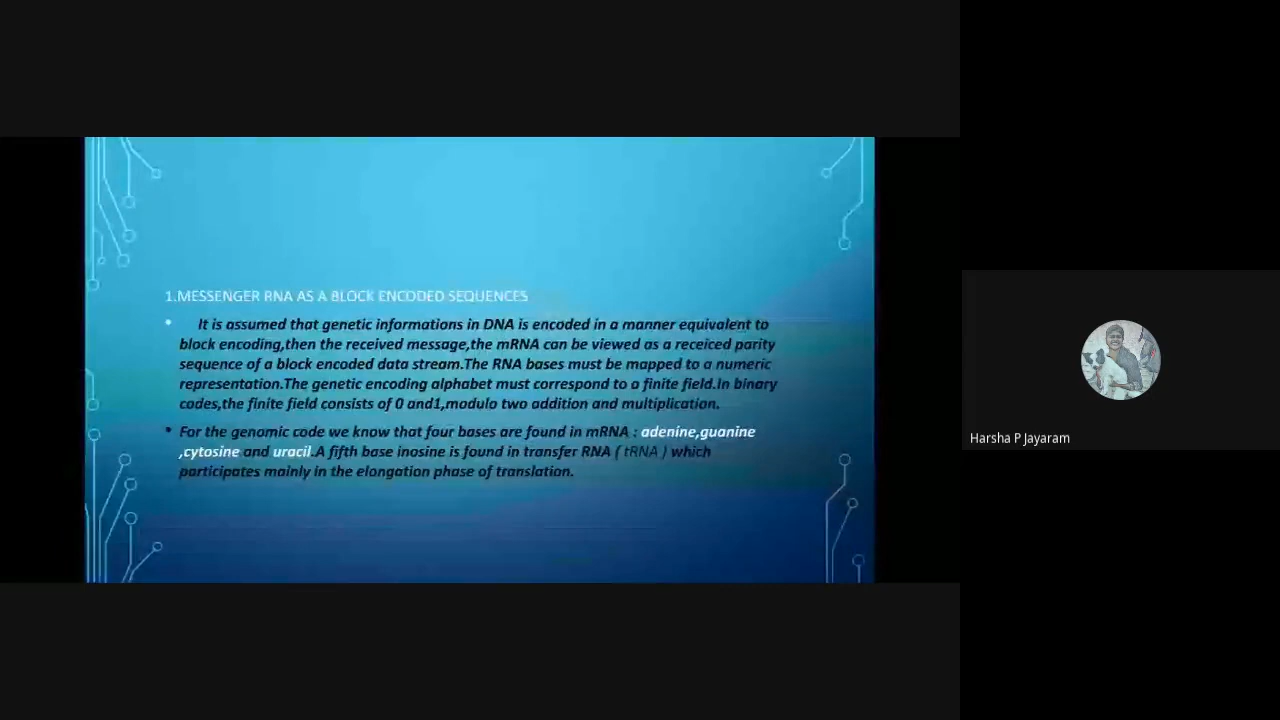 1.MESSENGER RNA AS A BLOCK ENCODED SEQUENCES
• It is assumed that genetic informations in DNA is encoded in a manner equivalent to
block encoding,then the received message,the mRNA can be viewed as a receiced parity
sequence of a block encoded data stream.The RNA bases must be mapped to a numeric
representation.The genetic encoding alphabet must correspond to a finite field.In binary
codes,the finite field consists of 0 and1,modulo two addition and multiplication.
• For the genomic code we know that four bases are found in mRNA : adenine,guanine
,cytosine and uracil.A fifth base inosine is found in transfer RNA ( tRNA ) which
participates mainly in the elongation phase of translation.
Harsha P Jayaram